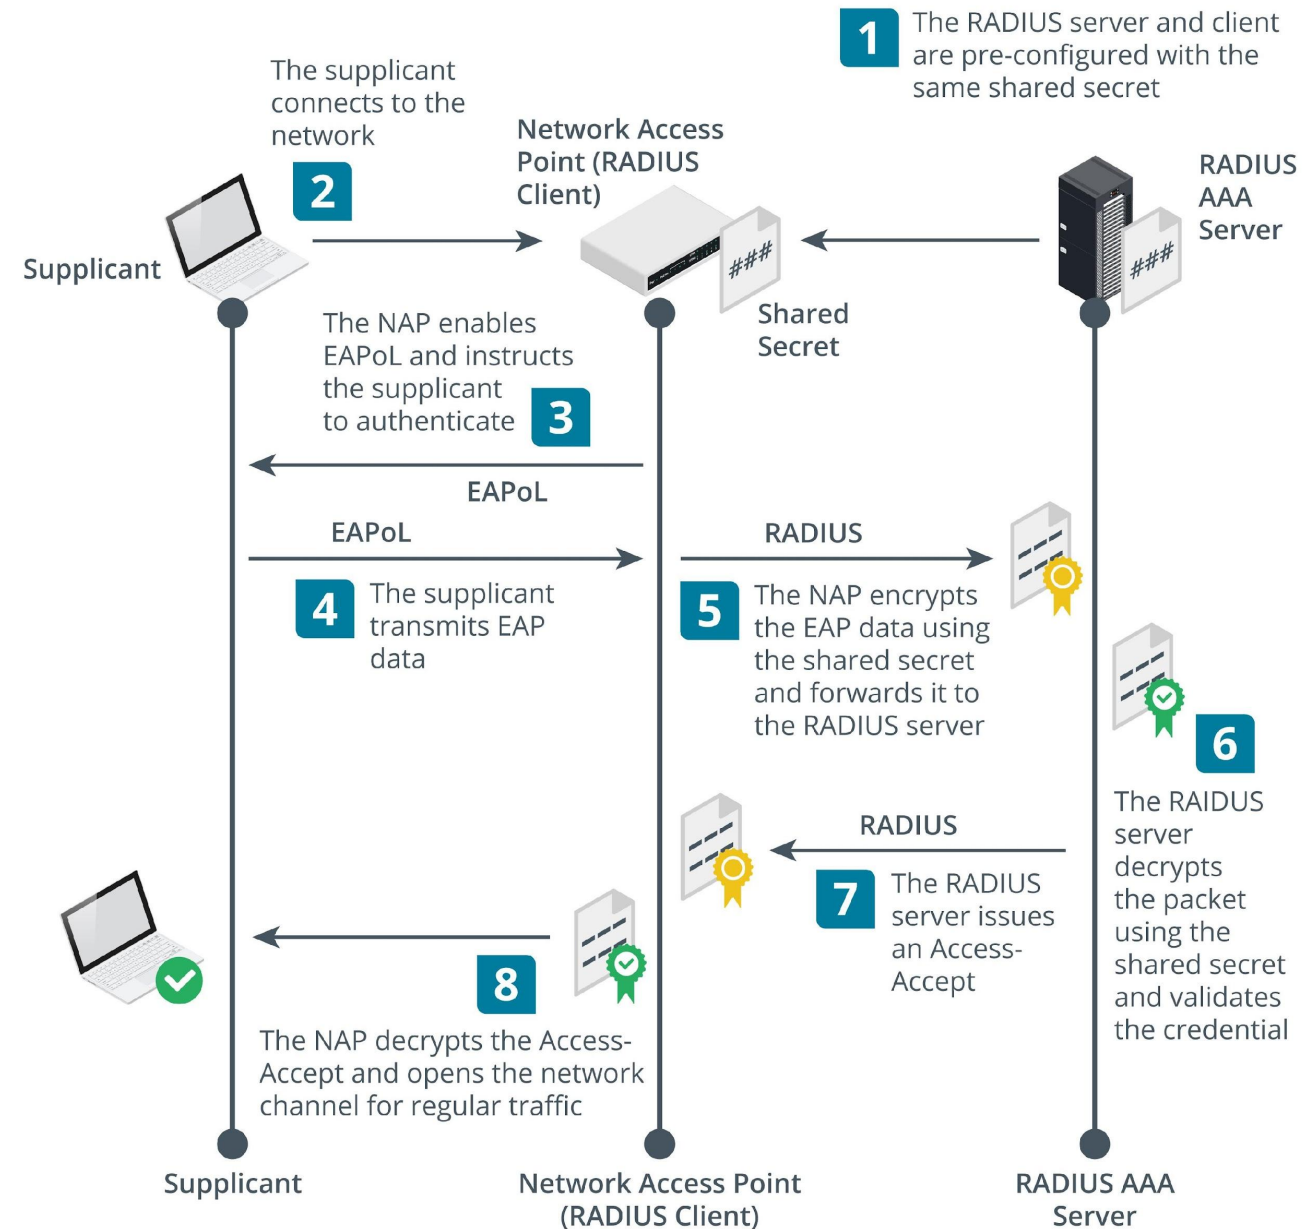 1
The RADIUS server and client
are pre-configured with the
same shared secret
The supplicant
connects to the
network
2
Network Access
Point (RADIUS
Client)
RADIUS
AAA
Server
Supplicant
###
###
Shared
Secret
The NAP enables
EAPoL and instructs
the supplicant
to authenticate
3
EAPoL
EAPoL
RADIUS
4
The supplicant
transmits EAP
data
5
The NAP encrypts
the EAP data using
the shared secret
and forwards it to
the RADIUS server
6
The RAIDUS
server
decrypts
the packet
using the
shared secret
and validates
the credential
RADIUS
7
The RADIUS
server issues
an Access-
Accept
8
The NAP decrypts the Access-
Accept and opens the network
channel for regular traffic
Supplicant
Network Access Point
(RADIUS Client)
RADIUS AAA
Server